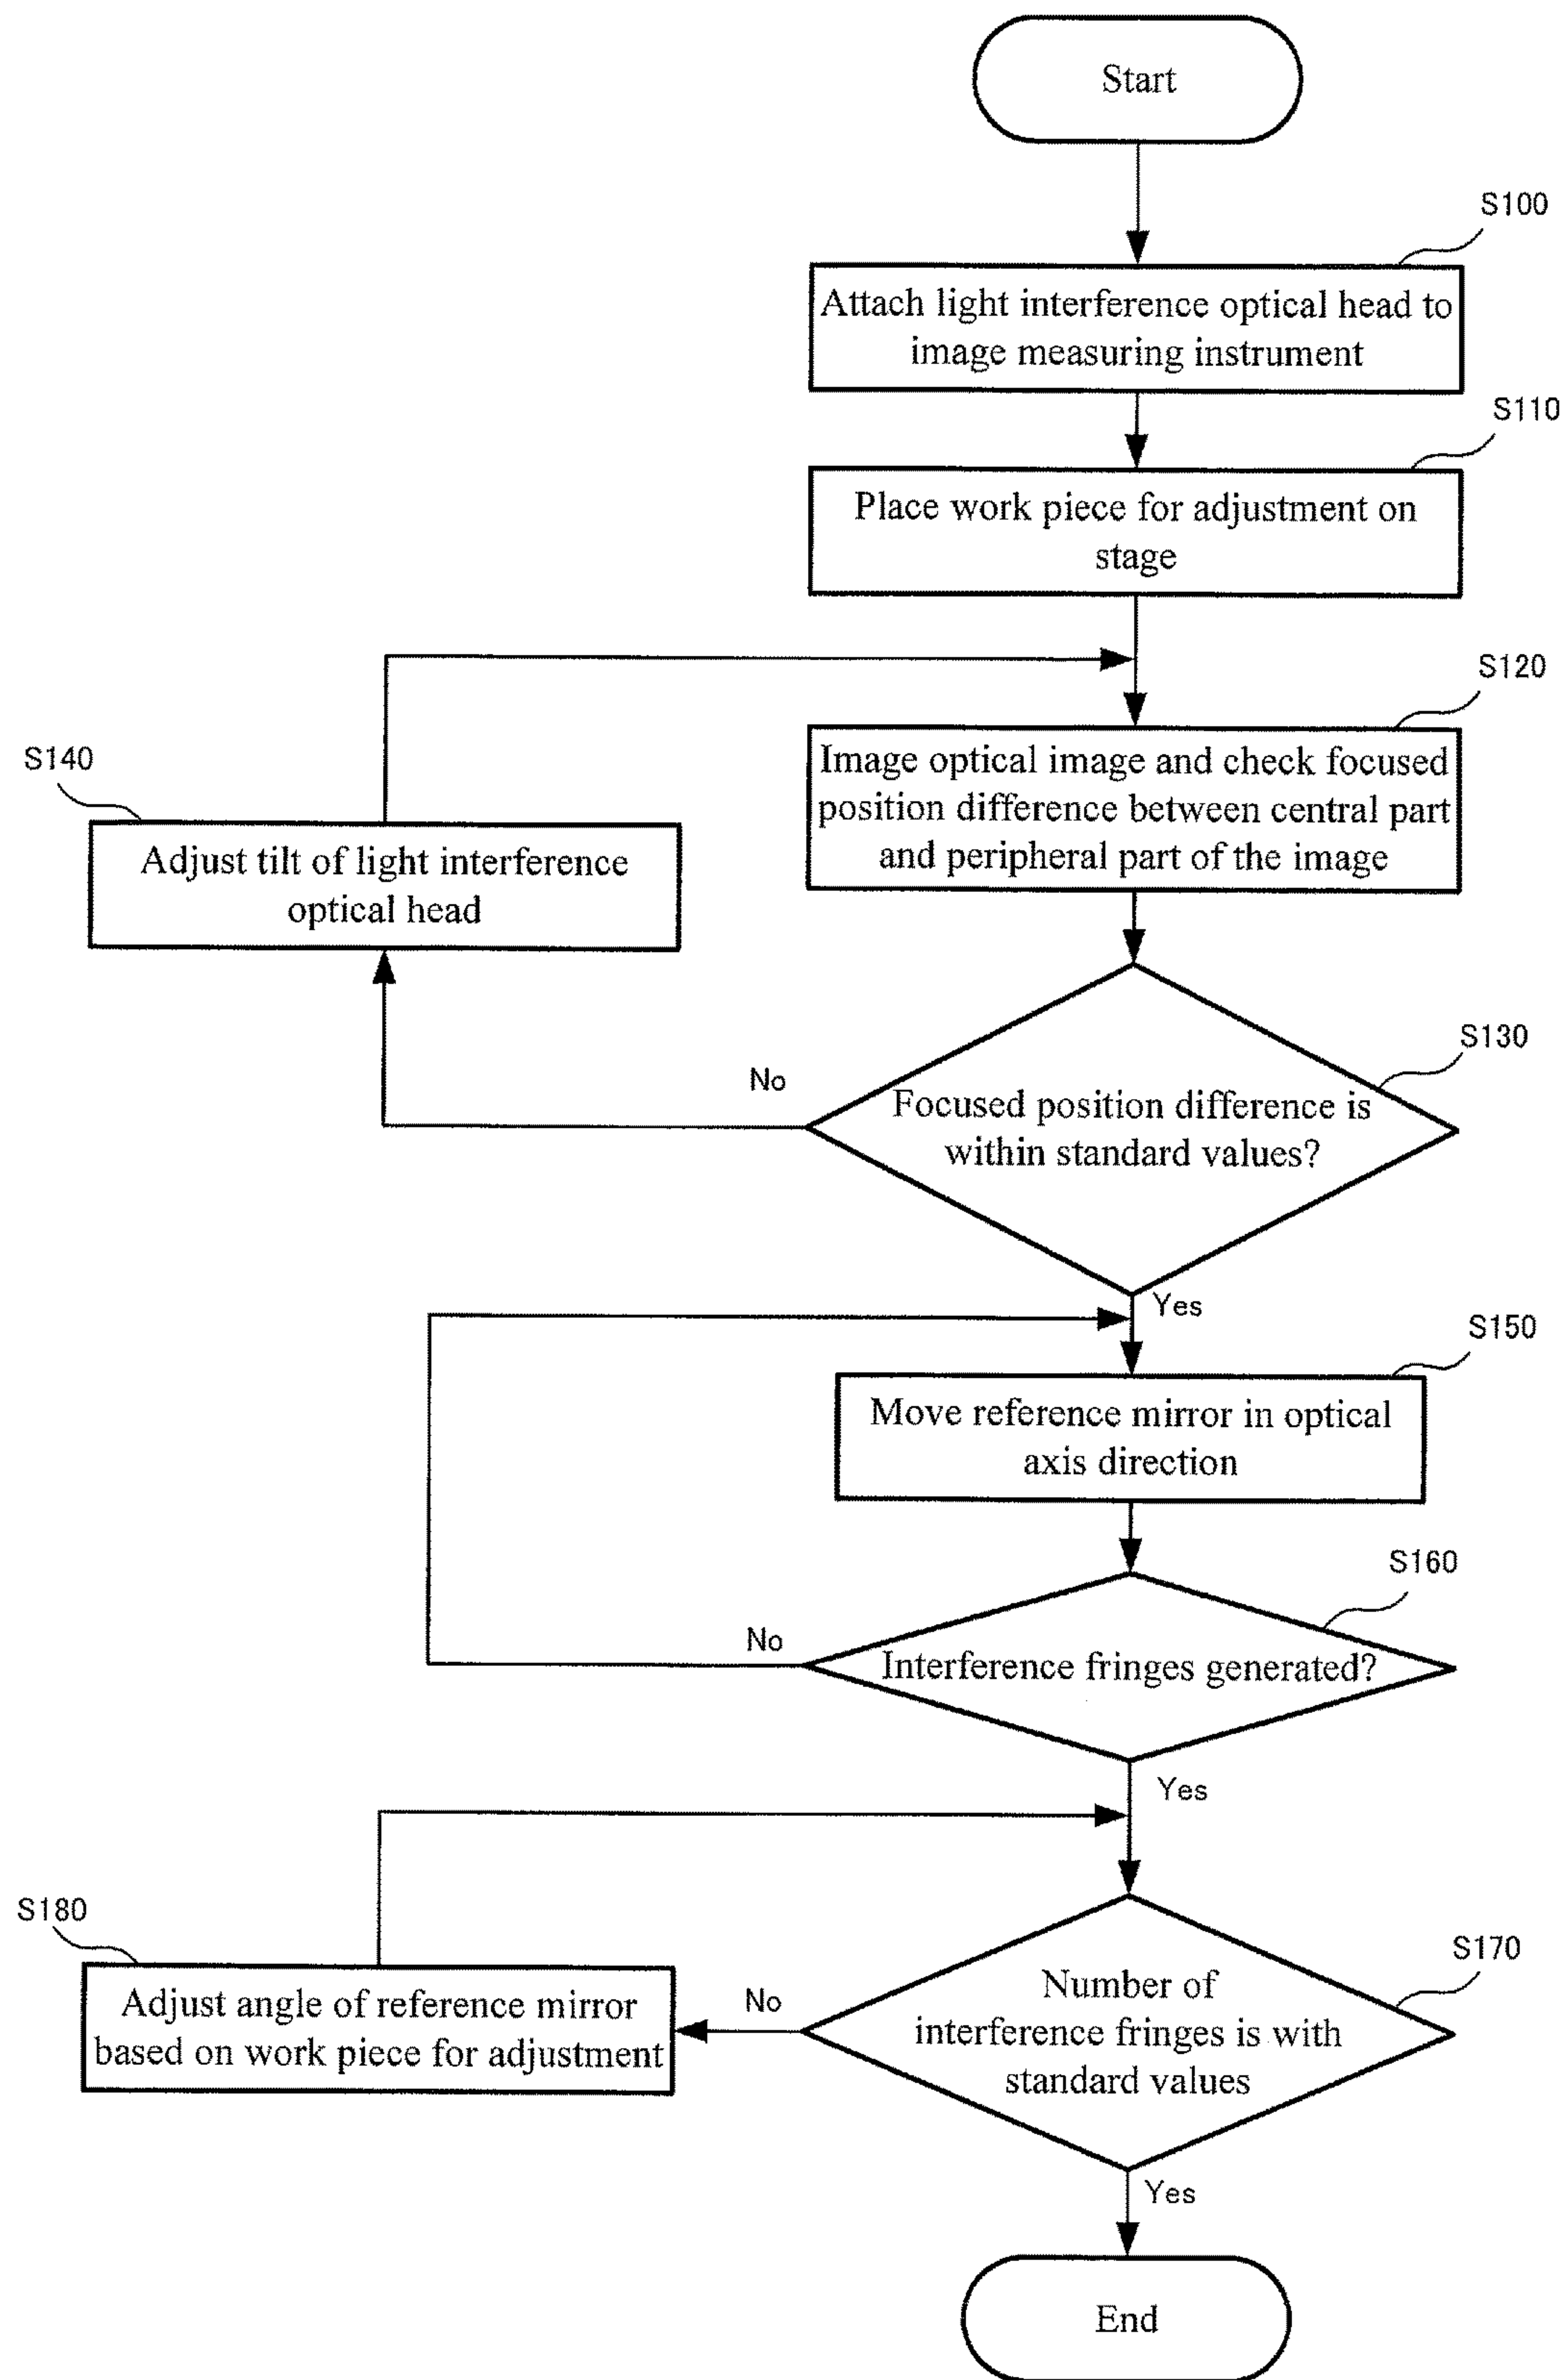 Start
S100
Attach light interference optical head to
image measuring instrument
S110
Place work piece for adjustment on
stage
S120
Image optical image and check focused
position difference between central part
and peripheral part of the image
S140
Adjust tilt of light interference
optical head
S130
No
Focused position difference is
within standard values?
Yes
S150
Move reference mirror in optical
axis direction
S160
No
Interference fringes generated?
Yes
S180
Adjust angle of reference mirror
based on work piece for adjustment
S170
No
Number of
interference fringes is with
standard values
Yes
End